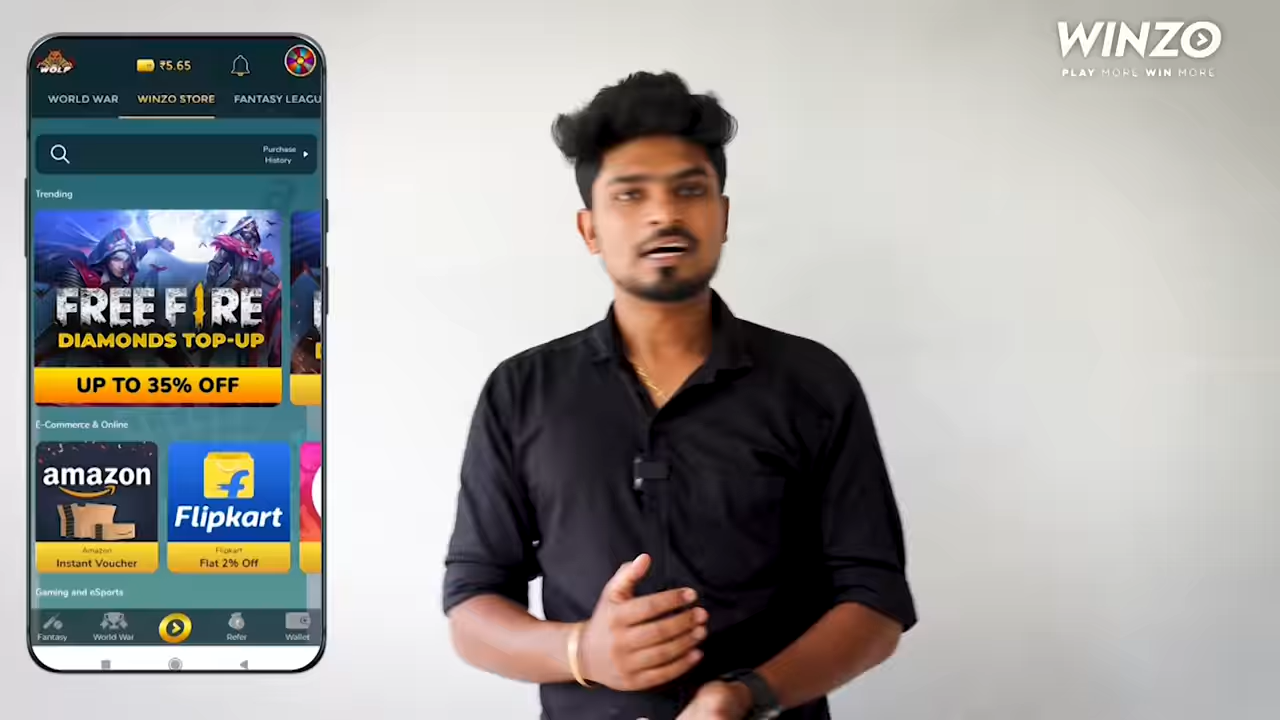 WOLF
₹5.65
WORLD WAR
WINZO STORE
FANTASY LEAGU
Purchase
History
Trending
FREE FIRE
DIAMONDS TOP-UP
UP TO 35% OFF
E-Commerce & Online
amazon
Amazon
Instant Voucher
Flipkart
Flipkart
Flat 2% Off
Gaming and eSports
Fantasy
World War
Refer
Wallet
WINZO
PLAY MORE WIN MORE